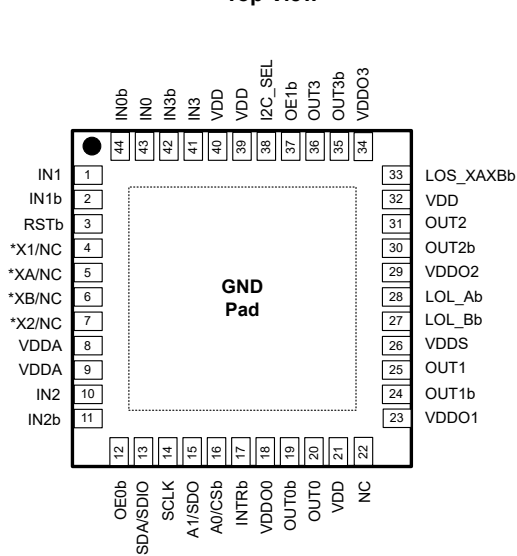 Top View
IN0b
IN0
IN3b
IN3
VDD
VDD
I2C_SEL
OE1b
OUT3
OUT3b
VDDO3
44
43
42
41
40
39
38
37
36
35
34
IN1 1
IN1b 2
RSTb 3
*X1/NC 4
*XA/NC 5
*XB/NC 6
*X2/NC 7
VDDA 8
VDDA 9
IN2 10
IN2b 11
GND
Pad
33 LOS_XAXBb
32 VDD
31 OUT2
30 OUT2b
29 VDDO2
28 LOL_Ab
27 LOL_Bb
26 VDDS
25 OUT1
24 OUT1b
23 VDDO1
12
13
14
15
16
17
18
19
20
21
22
OE0b
SDA/SDIO
SCLK
A1/SDO
A0/CSb
INTRb
VDDO0
OUT0b
OUT0
VDD
NC